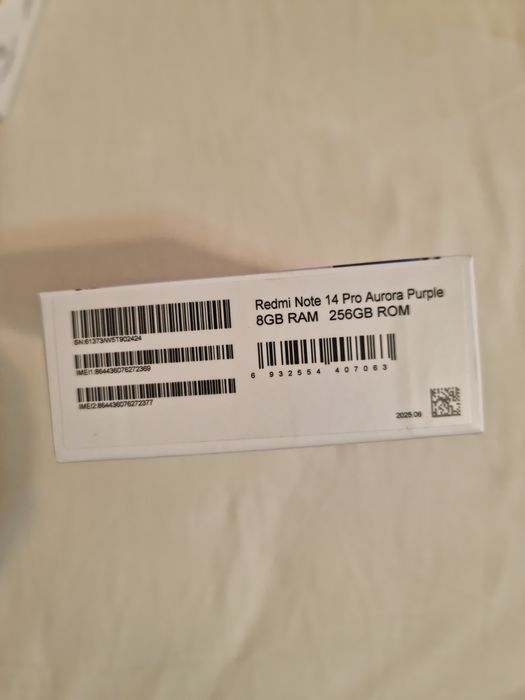 SN:61373/W5T902424
IMEI1:864436076272369
IMEI2:864436076272377
Redmi Note 14 Pro Aurora Purple
8GB RAM 256GB ROM
6 932554 407063
2025.06